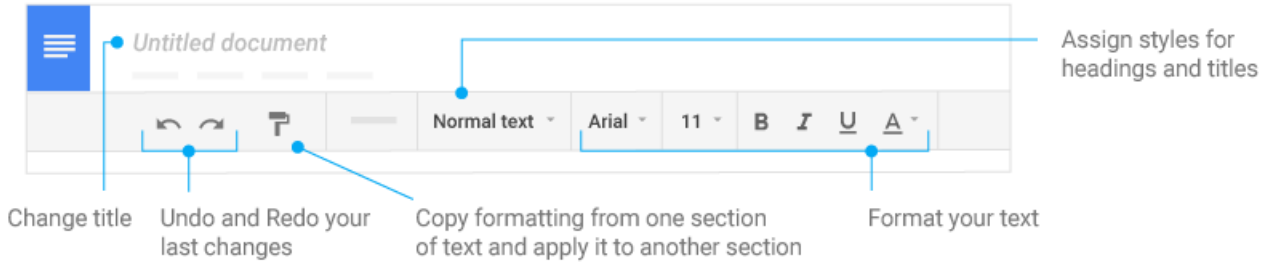 Untitled document
Assign styles for
headings and titles
Normal text
Arial
11
B
I
U
A
Change title
Undo and Redo your
last changes
Copy formatting from one section
of text and apply it to another section
Format your text